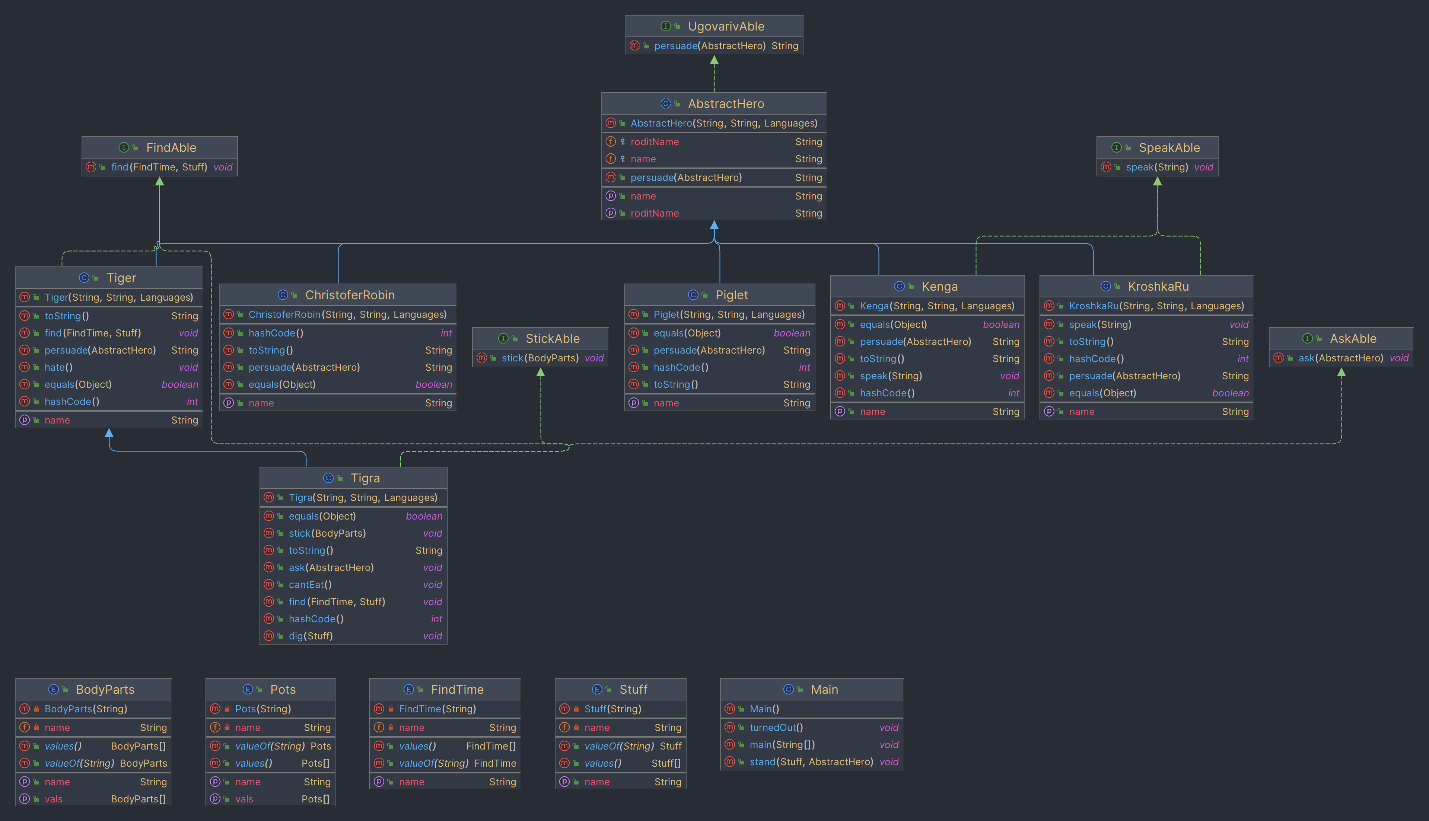 UgovarivAble
persuade(AbstractHero) String
AbstractHero
AbstractHero(String, String, Languages)
roditName String
name String
persuade(AbstractHero) String
name String
roditName String
FindAble
find(FindTime, Stuff) void
SpeakAble
speak(String) void
Tiger
Tiger(String, String, Languages)
toString() String
find(FindTime, Stuff) void
persuade(AbstractHero) String
hate() void
equals(Object) boolean
hashCode() int
name String
ChristoferRobin
ChristoferRobin(String, String, Languages)
hashCode() int
toString() String
persuade(AbstractHero) String
equals(Object) boolean
name String
StickAble
stick(BodyParts) void
Piglet
Piglet(String, String, Languages)
equals(Object) boolean
persuade(AbstractHero) String
hashCode() int
toString() String
name String
Kenga
Kenga(String, String, Languages)
equals(Object) boolean
persuade(AbstractHero) String
toString() String
speak(String) void
hashCode() int
name String
KroshkaRu
KroshkaRu(String, String, Languages)
speak(String) void
toString() String
hashCode() int
persuade(AbstractHero) String
equals(Object) boolean
name String
AskAble
ask(AbstractHero) void
Tigra
Tigra(String, String, Languages)
equals(Object) boolean
stick(BodyParts) void
toString() String
ask(AbstractHero) void
cantEat() void
find(FindTime, Stuff) void
hashCode() int
dig(Stuff) void
BodyParts
BodyParts(String)
name String
values() BodyParts[]
valueOf(String) BodyParts
name String
vals BodyParts[]
Pots
Pots(String)
name String
valueOf(String) Pots
values() Pots[]
name String
vals Pots[]
FindTime
FindTime(String)
name String
values() FindTime[]
valueOf(String) FindTime
name String
Stuff
Stuff(String)
name String
valueOf(String) Stuff
values() Stuff[]
name String
Main
Main()
turnedOut() void
main(String[]) void
stand(Stuff, AbstractHero) void